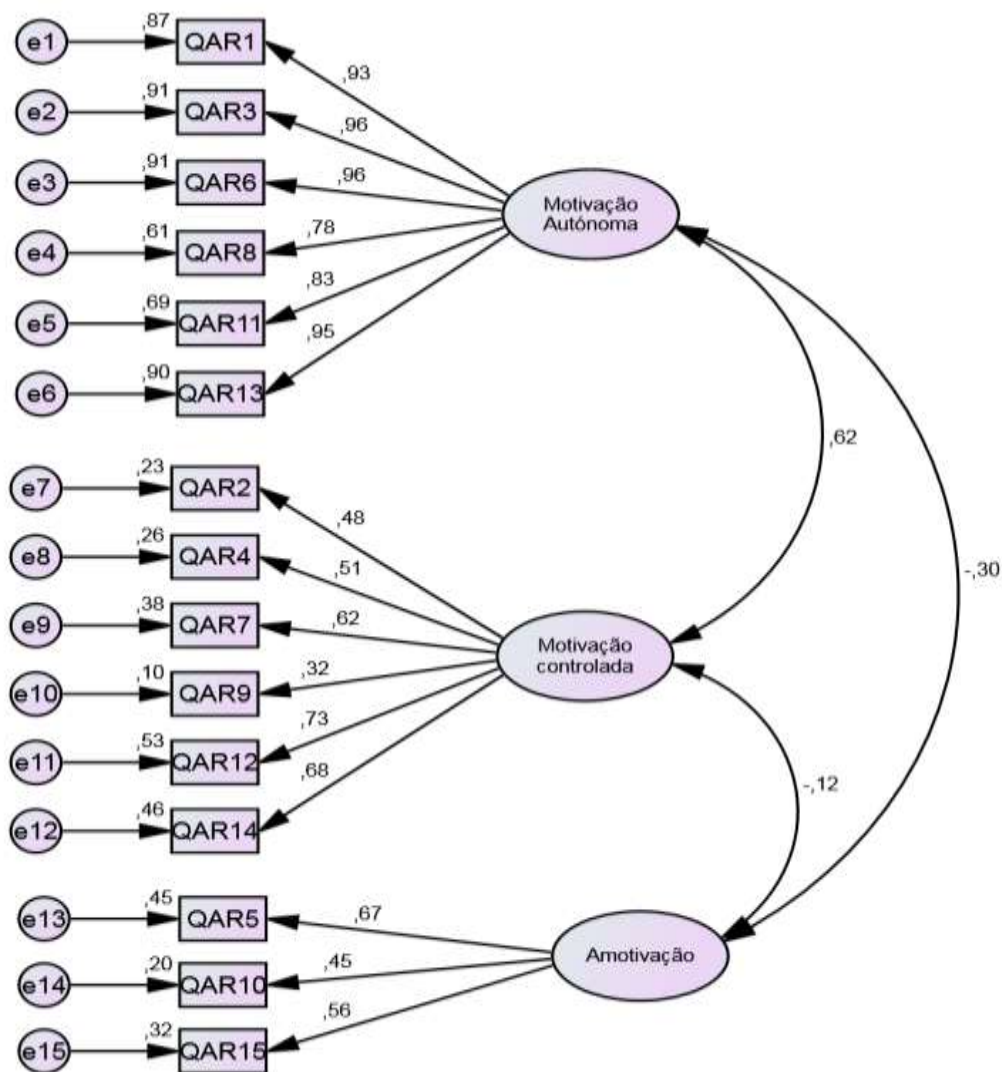 ,87
e1
QAR1
,93
,91
e2
QAR3
,96
,91
e3
QAR6
,96
,61
e4
QAR8
,78
,69
e5
QAR11
,83
,90
e6
QAR13
,95
Motivação
Autónoma
,62
,23
e7
QAR2
,48
,26
e8
QAR4
,51
,38
e9
QAR7
,62
,10
e10
QAR9
,32
,53
e11
QAR12
,73
,46
e12
QAR14
,68
Motivação
controlada
-,30
-,12
,45
e13
QAR5
,67
,20
e14
QAR10
,45
,32
e15
QAR15
,56
Amotivação